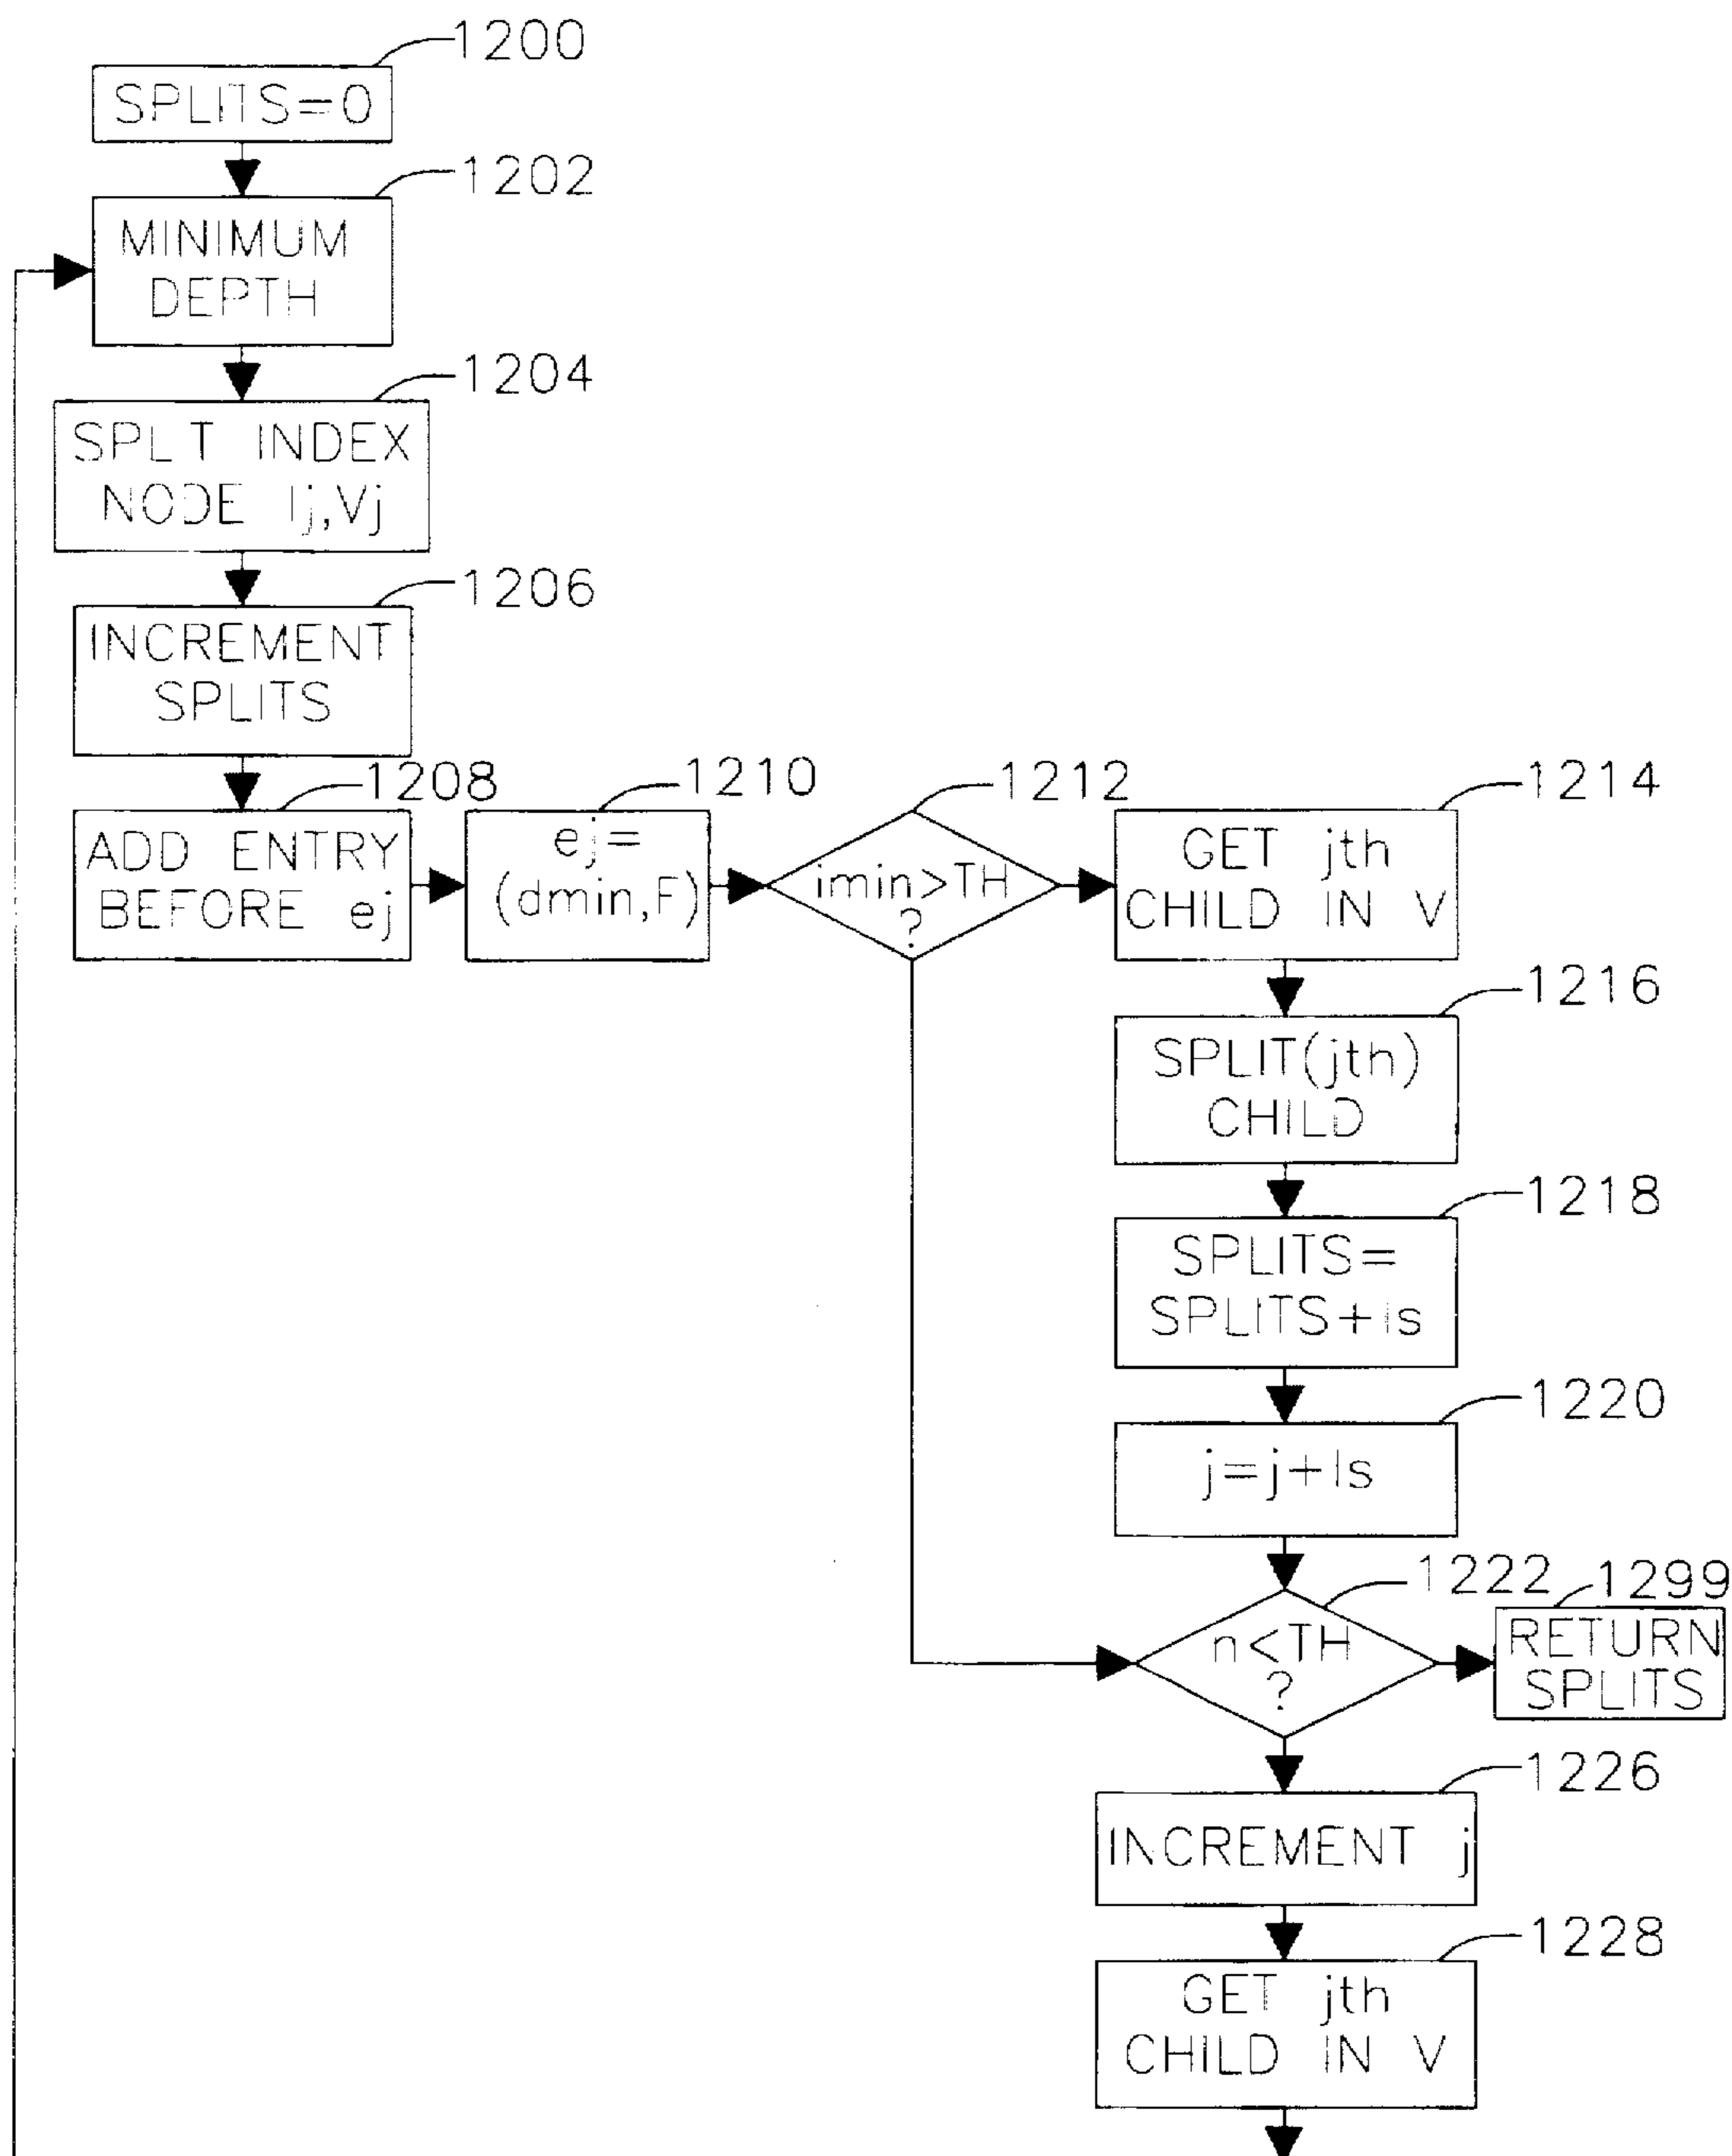 1200
SPLITS=0
1202
MINIMUM
DEPTH
1204
SPLIT INDEX
NODE Ij,Vj
1206
INCREMENT
SPLITS
1208
ADD ENTRY
BEFORE ej
1210
ej=
(dmin,F)
1212
imin>TH
?
1214
GET jth
CHILD IN V
1216
SPLIT(jth)
CHILD
1218
SPLITS=
SPLITS+ls
1220
j=j+ls
1222
n<TH
?
1299
RETURN
SPLITS
1226
INCREMENT j
1228
GET jth
CHILD IN V